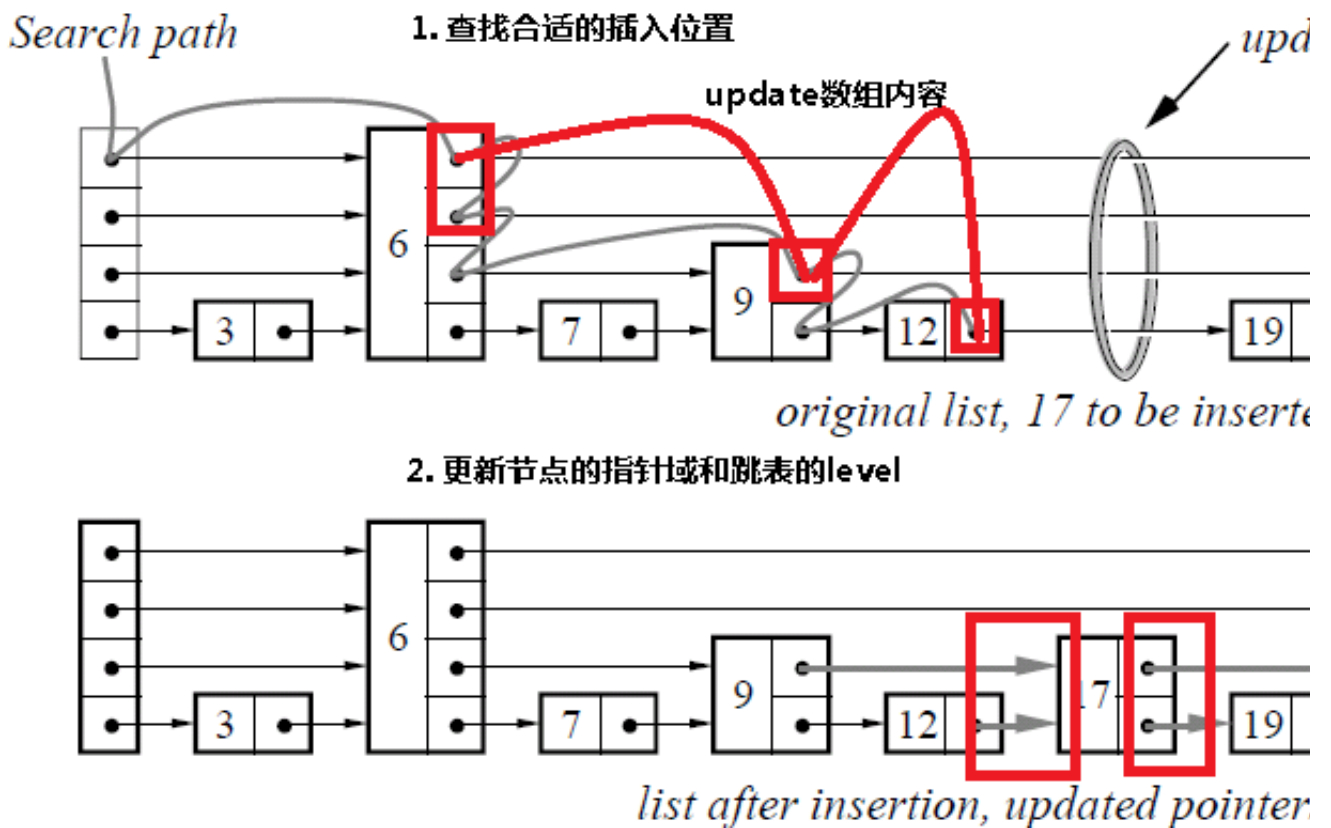 Search path
1. 查找合适的插入位置
upd
update数组内容
6
9
3
7
12
19
original list, 17 to be inserte
2. 更新节点的指针域和跳表的level
6
9
17
3
7
12
19
list after insertion, updated pointer